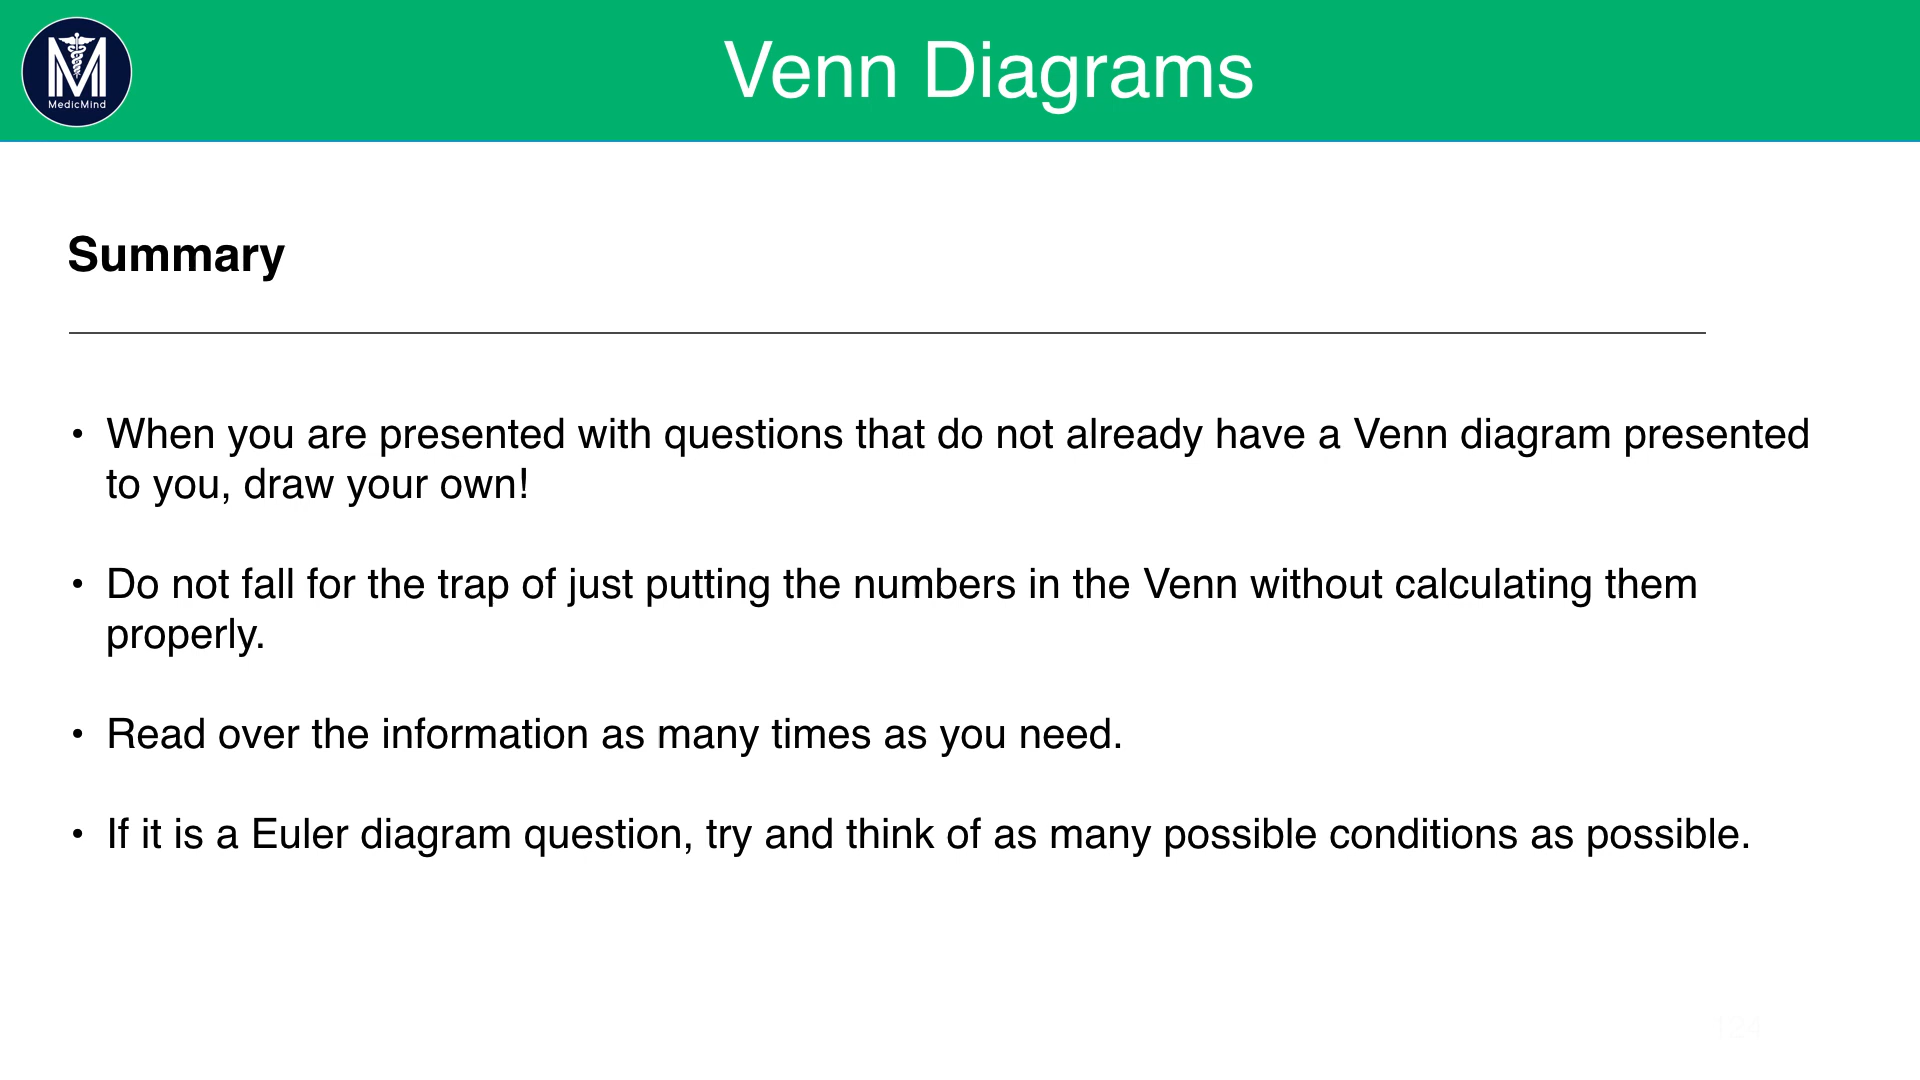 MedicMind
Venn Diagrams
Summary
• When you are presented with questions that do not already have a Venn diagram presented
to you, draw your own!
• Do not fall for the trap of just putting the numbers in the Venn without calculating them
properly.
• Read over the information as many times as you need.
• If it is a Euler diagram question, try and think of as many possible conditions as possible.